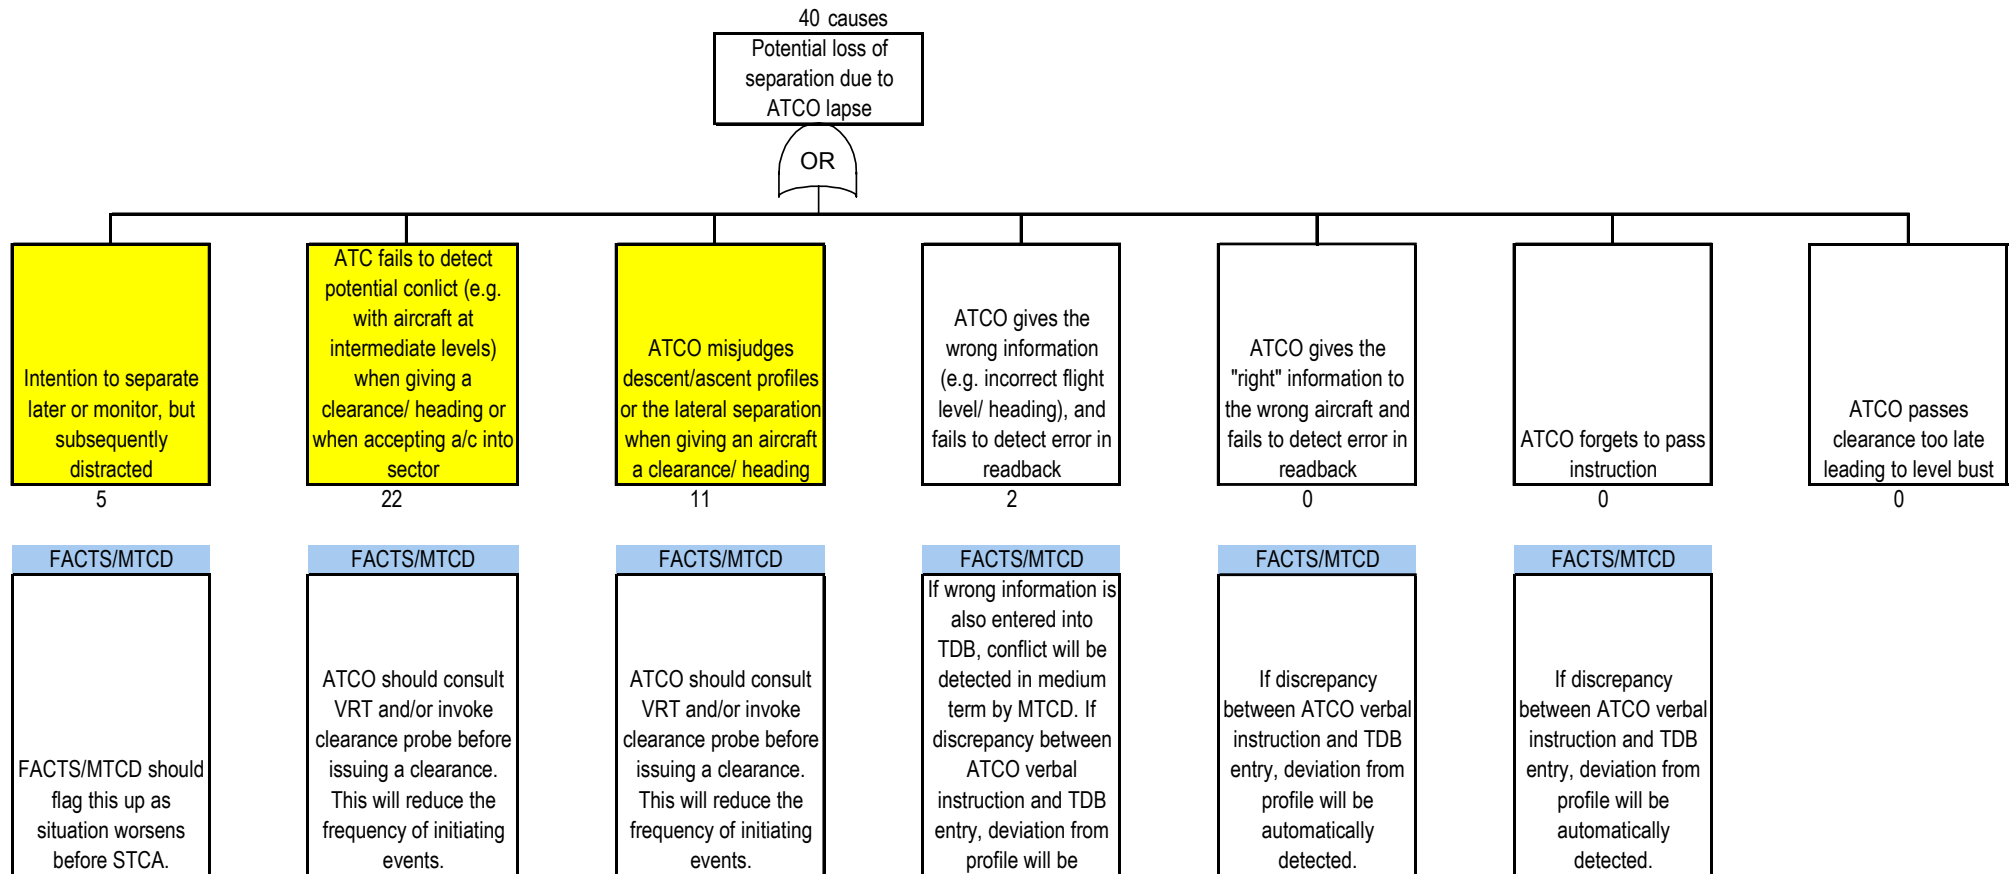 40 causes
Potential loss of
separation due to
ATCO lapse
OR
Intention to separate
later or monitor, but
subsequently
distracted
5
ATC fails to detect
potential conlict (e.g.
with aircraft at
intermediate levels)
when giving a
clearance/ heading or
when accepting a/c into
sector
22
ATCO misjudges
descent/ascent profiles
or the lateral separation
when giving an aircraft
a clearance/ heading
11
ATCO gives the
wrong information
(e.g. incorrect flight
level/ heading), and
fails to detect error in
readback
2
ATCO gives the
"right" information to
the wrong aircraft and
fails to detect error in
readback
0
ATCO forgets to pass
instruction
0
ATCO passes
clearance too late
leading to level bust
0
FACTS/MTCD
FACTS/MTCD should
flag this up as
situation worsens
before STCA.
FACTS/MTCD
ATCO should consult
VRT and/or invoke
clearance probe before
issuing a clearance.
This will reduce the
frequency of initiating
events.
FACTS/MTCD
ATCO should consult
VRT and/or invoke
clearance probe before
issuing a clearance.
This will reduce the
frequency of initiating
events.
FACTS/MTCD
If wrong information is
also entered into
TDB, conflict will be
detected in medium
term by MTCD. If
discrepancy between
ATCO verbal
instruction and TDB
entry, deviation from
profile will be
FACTS/MTCD
If discrepancy
between ATCO verbal
instruction and TDB
entry, deviation from
profile will be
automatically
detected.
FACTS/MTCD
If discrepancy
between ATCO verbal
instruction and TDB
entry, deviation from
profile will be
automatically
detected.